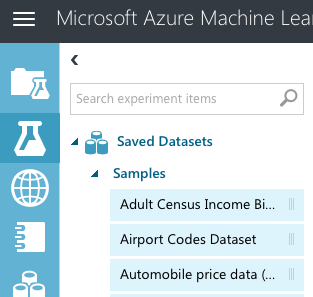 Microsoft Azure Machine Lea
Search experiment items
Saved Datasets
Samples
Adult Census Income Bi...
Airport Codes Dataset
Automobile price data (...